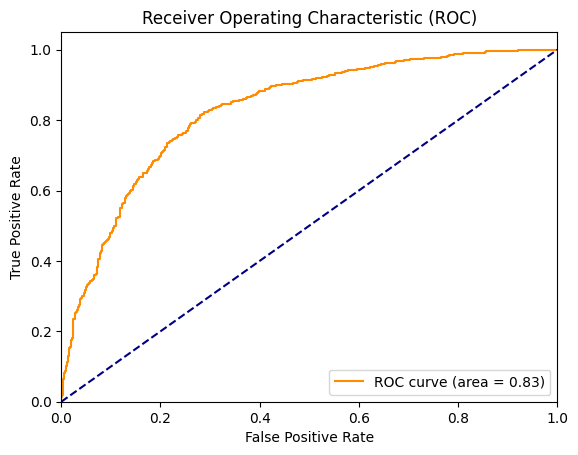 Receiver Operating Characteristic (ROC)
1.0
0.8
0.6
0.4
0.2
0.0
True Positive Rate
ROC curve (area = 0.83)
0.0 0.2 0.4 0.6 0.8 1.0
False Positive Rate